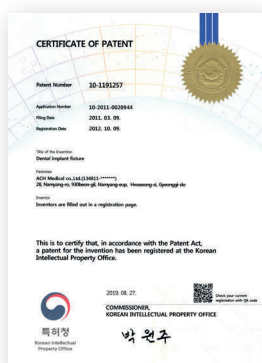 CERTIFICATE OF PATENT
Patent Number 10-1191257
Application Number 10-2011-0020944
Filing Date 2011. 03. 09.
Registration Date 2012. 10. 09.
Title of the Invention
Dental implant fixture
Patentee
ACH Medical co,Ltd.(134811-*******)
28, Namyang-ro, 930beon-gil, Namyang-eup, Hwaseong-si, Gyeonggi-do
Inventor
Inventors are filled out in a registration page.
This is to certify that, in accordance with the Patent Act,
a patent for the invention has been registered at the Korean
Intellectual Property Office.
2019. 08. 27.
Check your current
registration with QR code
COMMISSIONER,
KOREAN INTELLECTUAL PROPERTY OFFICE
특허청
Korean Intellectual
Property Office
박원주